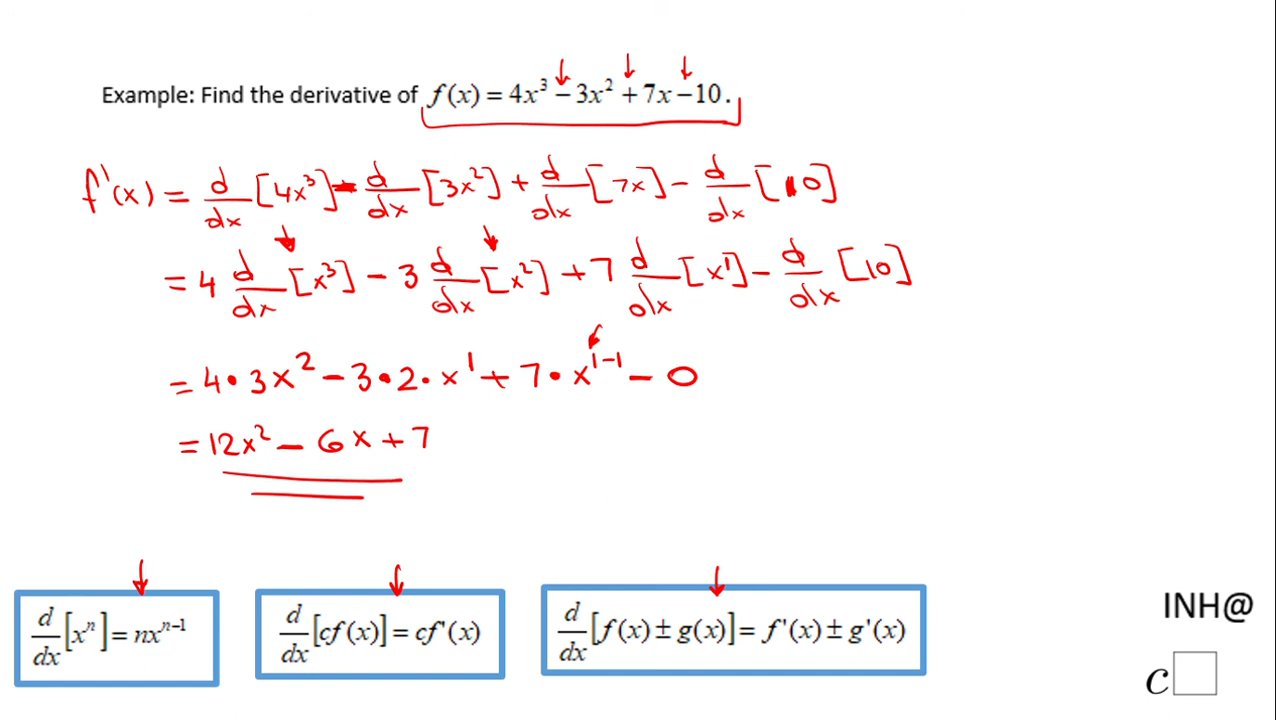 Example: Find the derivative of f(x) = 4x³ − 3x² + 7x − 10.
f'(x) = d/dx [4x³] − d/dx [3x²] + d/dx [7x] − d/dx [10]
= 4 d/dx [x³] − 3 d/dx [x²] + 7 d/dx [x¹] − d/dx [10]
= 4 • 3x² − 3 • 2 • x¹ + 7 • x¹⁻¹ − 0
= 12x² − 6x + 7
d/dx [xⁿ] = nxⁿ⁻¹
d/dx [cf(x)] = cf'(x)
d/dx [f(x) ± g(x)] = f'(x) ± g'(x)
INH@
c